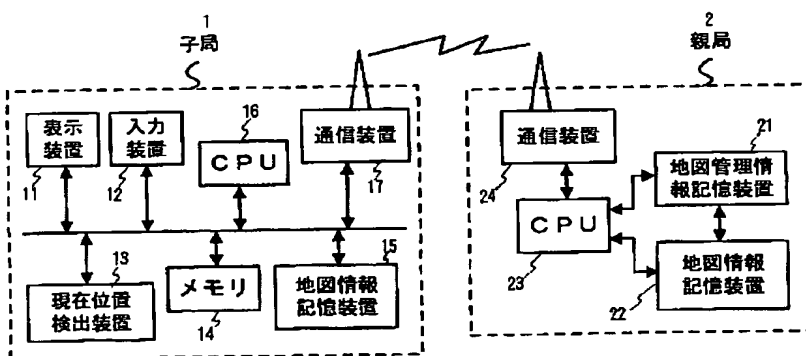 1
子局
2
親局
表示
装置
11
入力
装置
12
16
CPU
通信装置
17
13
現在位置
検出装置
メモリ
14
15
地図情報
記憶装置
通信装置
24
CPU
23
21
地図管理情
報記憶装置
地図情報
記憶装置
22